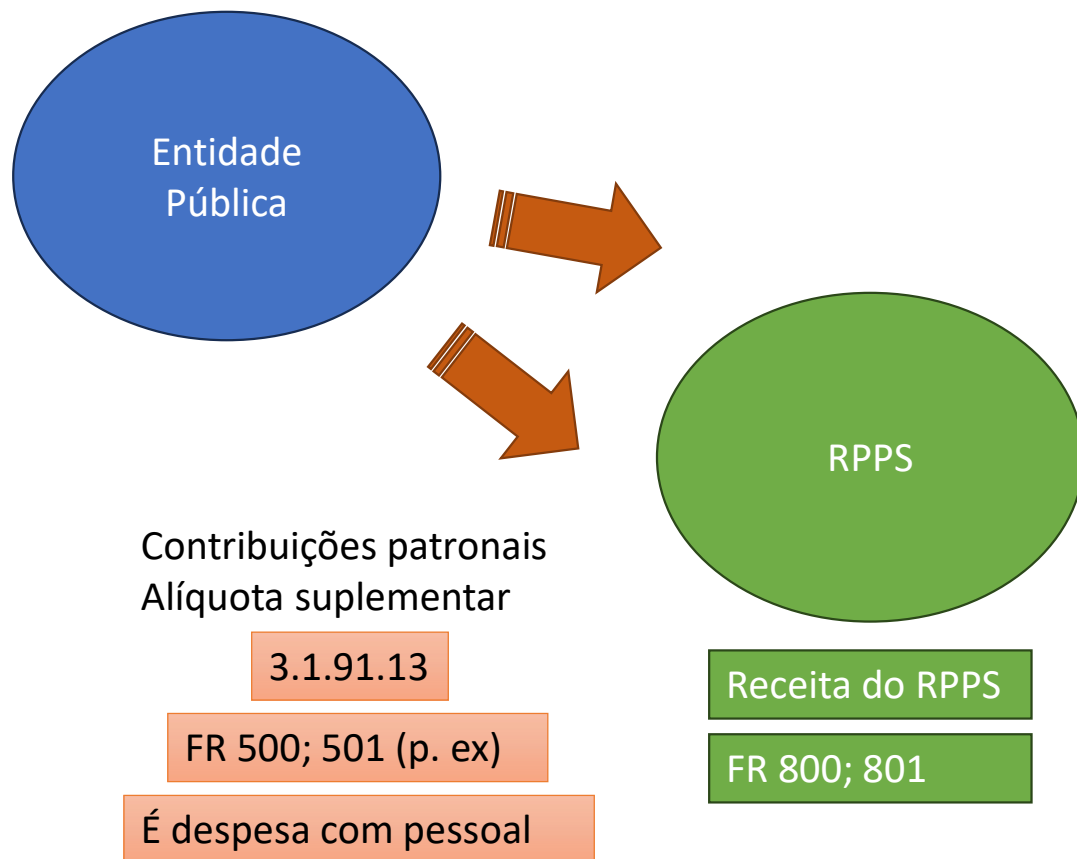 Entidade
Pública
RPPS
Contribuições patronais
Alíquota suplementar
3.1.91.13
FR 500; 501 (p. ex)
É despesa com pessoal
Receita do RPPS
FR 800; 801